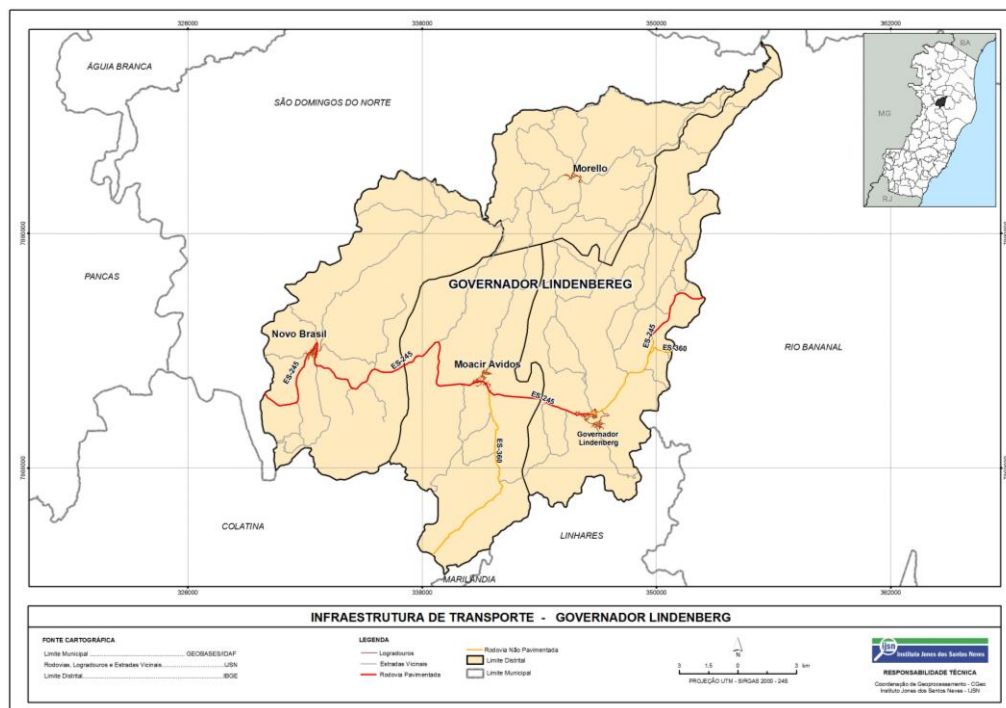 326000 338000 350000 362000
ÁGUIA BRANCA
BA
SÃO DOMINGOS DO NORTE
MG
Morello
RJ
7880000
PANCAS
GOVERNADOR LINDENBEREG
ES-245
Novo Brasil
ES-360
RIO BANANAL
ES-245
Moacir Avidos
ES-245
ES-245
Governador
Lindenberg
ES-360
COLATINA
LINHARES
MARILÂNDIA
326000 338000 350000 362000
INFRAESTRUTURA DE TRANSPORTE - GOVERNADOR LINDENBERG
FONTE CARTOGRÁFICA
Limite Municipal ... GEOBASES/IDAF
Rodovias, Logradouros e Estradas Vicinais ... IJSN
Limite Distrital ... IBGE
LEGENDA
Logradouros
Estradas Vicinais
Rodovia Pavimentada
Rodovia Não Pavimentada
Limite Distrital
Limite Municipal
N
3 1,5 0 3 km
PROJEÇÃO UTM - SIRGAS 2000 - 24S
ijsn Instituto Jones dos Santos Neves
RESPONSABILIDADE TÉCNICA
Coordenação de Geoprocessamento - CGeo
Instituto Jones dos Santos Neves - IJSN